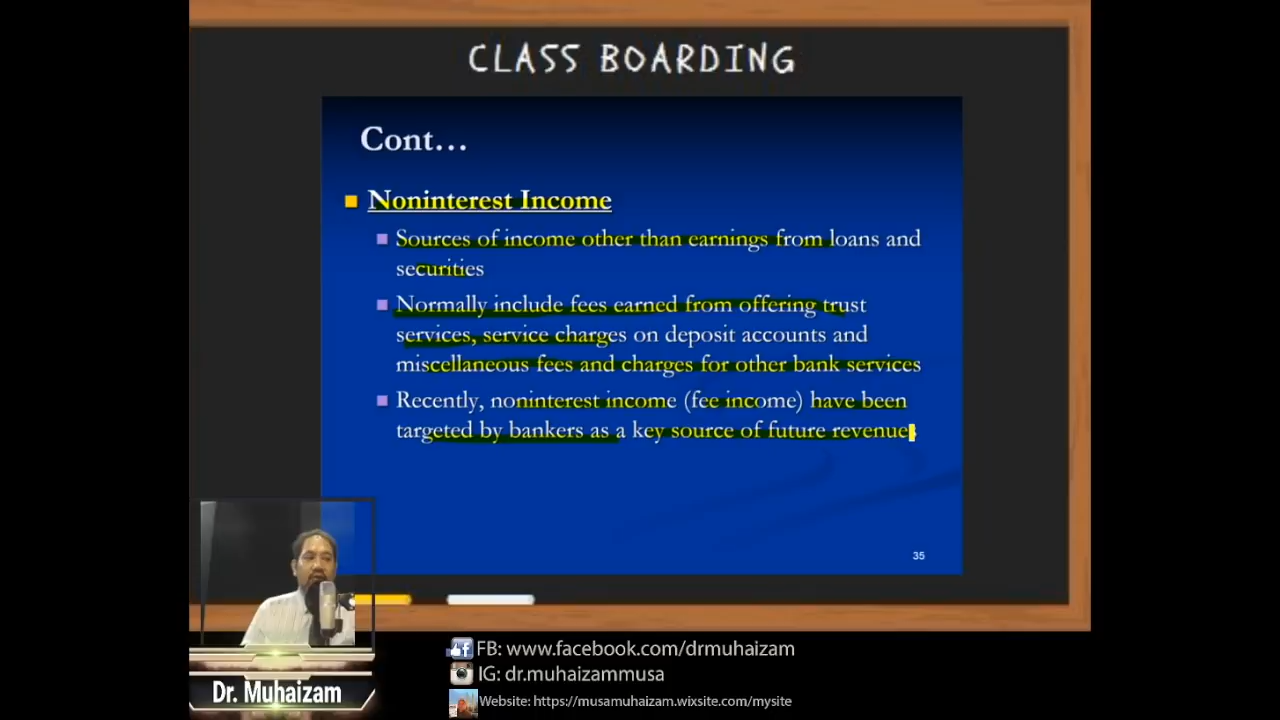 CLASS BOARDING
Cont...
Noninterest Income
Sources of income other than earnings from loans and
securities
Normally include fees earned from offering trust
services, service charges on deposit accounts and
miscellaneous fees and charges for other bank services
Recently, noninterest income (fee income) have been
targeted by bankers as a key source of future revenues
35
Dr. Muhaizam
FB: www.facebook.com/drmuhaizam
IG: dr.muhaizammusa
Website: https://musamuhaizam.wixsite.com/mysite